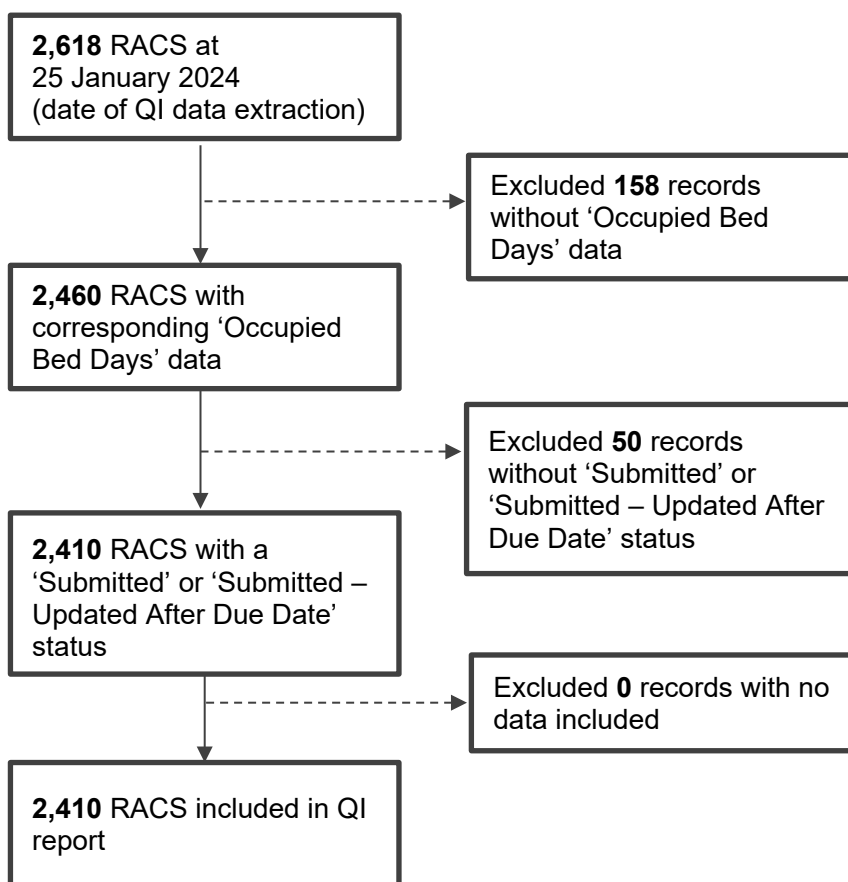 2,618 RACS at
25 January 2024
(date of QI data extraction)
Excluded 158 records
without ‘Occupied Bed
Days’ data
2,460 RACS with
corresponding ‘Occupied
Bed Days’ data
Excluded 50 records
without ‘Submitted’ or
‘Submitted – Updated After
Due Date’ status
2,410 RACS with a
‘Submitted’ or ‘Submitted –
Updated After Due Date’
status
Excluded 0 records with no
data included
2,410 RACS included in QI
report